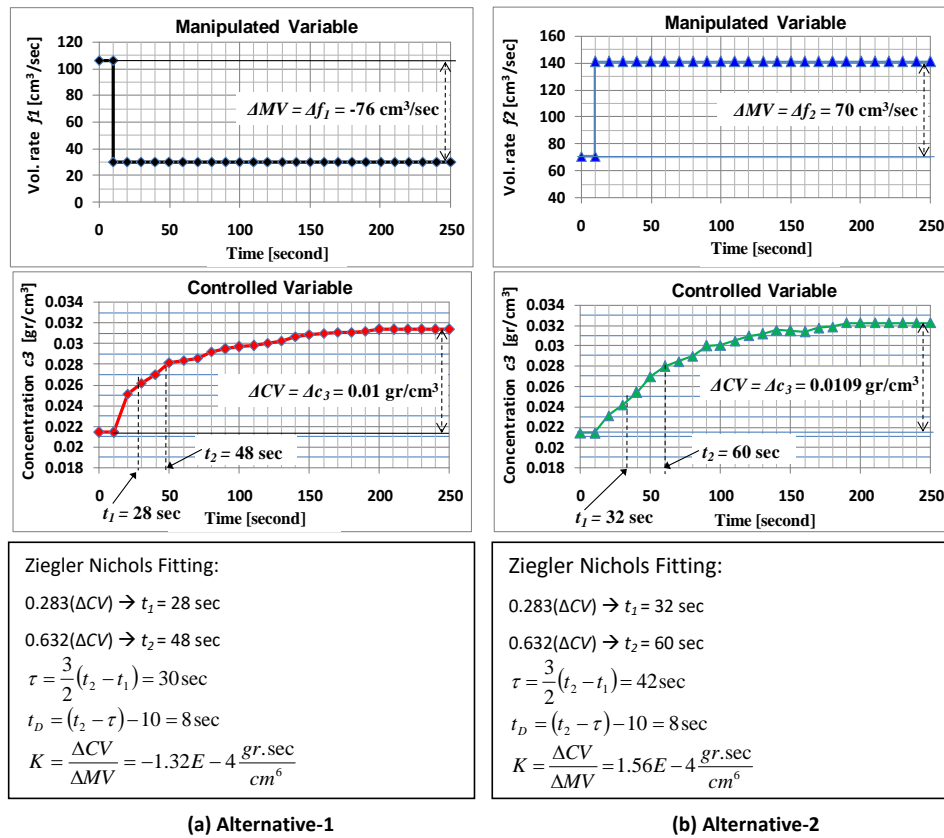 Manipulated Variable
Vol. rate f1 [cm³/sec]
120
100
80
60
40
20
0
ΔMV = Δf₁ = -76 cm³/sec
0 50 100 150 200 250
Time [second]
Controlled Variable
Concentration c3 [gr/cm³]
0.034
0.032
0.03
0.028
0.026
0.024
0.022
0.02
0.018
ΔCV = Δc₃ = 0.01 gr/cm³
t₂ = 48 sec
0 50 100 150 200 250
t₁ = 28 sec
Time [second]
Ziegler Nichols Fitting:
0.283(ΔCV) → t₁ = 28 sec
0.632(ΔCV) → t₂ = 48 sec
τ = 3/2 (t₂ − t₁) = 30 sec
t_D = (t₂ − τ) − 10 = 8 sec
K = ΔCV/ΔMV = −1.32E − 4 gr.sec/cm⁶
(a) Alternative-1
Manipulated Variable
Vol. rate f2 [cm³/sec]
160
140
120
100
80
60
40
ΔMV = Δf₂ = 70 cm³/sec
0 50 100 150 200 250
Time [second]
Controlled Variable
Concentration c3 [gr/cm³]
0.034
0.032
0.03
0.028
0.026
0.024
0.022
0.02
0.018
ΔCV = Δc₃ = 0.0109 gr/cm³
t₂ = 60 sec
0 50 100 150 200 250
t₁ = 32 sec
Time [second]
Ziegler Nichols Fitting:
0.283(ΔCV) → t₁ = 32 sec
0.632(ΔCV) → t₂ = 60 sec
τ = 3/2 (t₂ − t₁) = 42 sec
t_D = (t₂ − τ) − 10 = 8 sec
K = ΔCV/ΔMV = 1.56E − 4 gr.sec/cm⁶
(b) Alternative-2